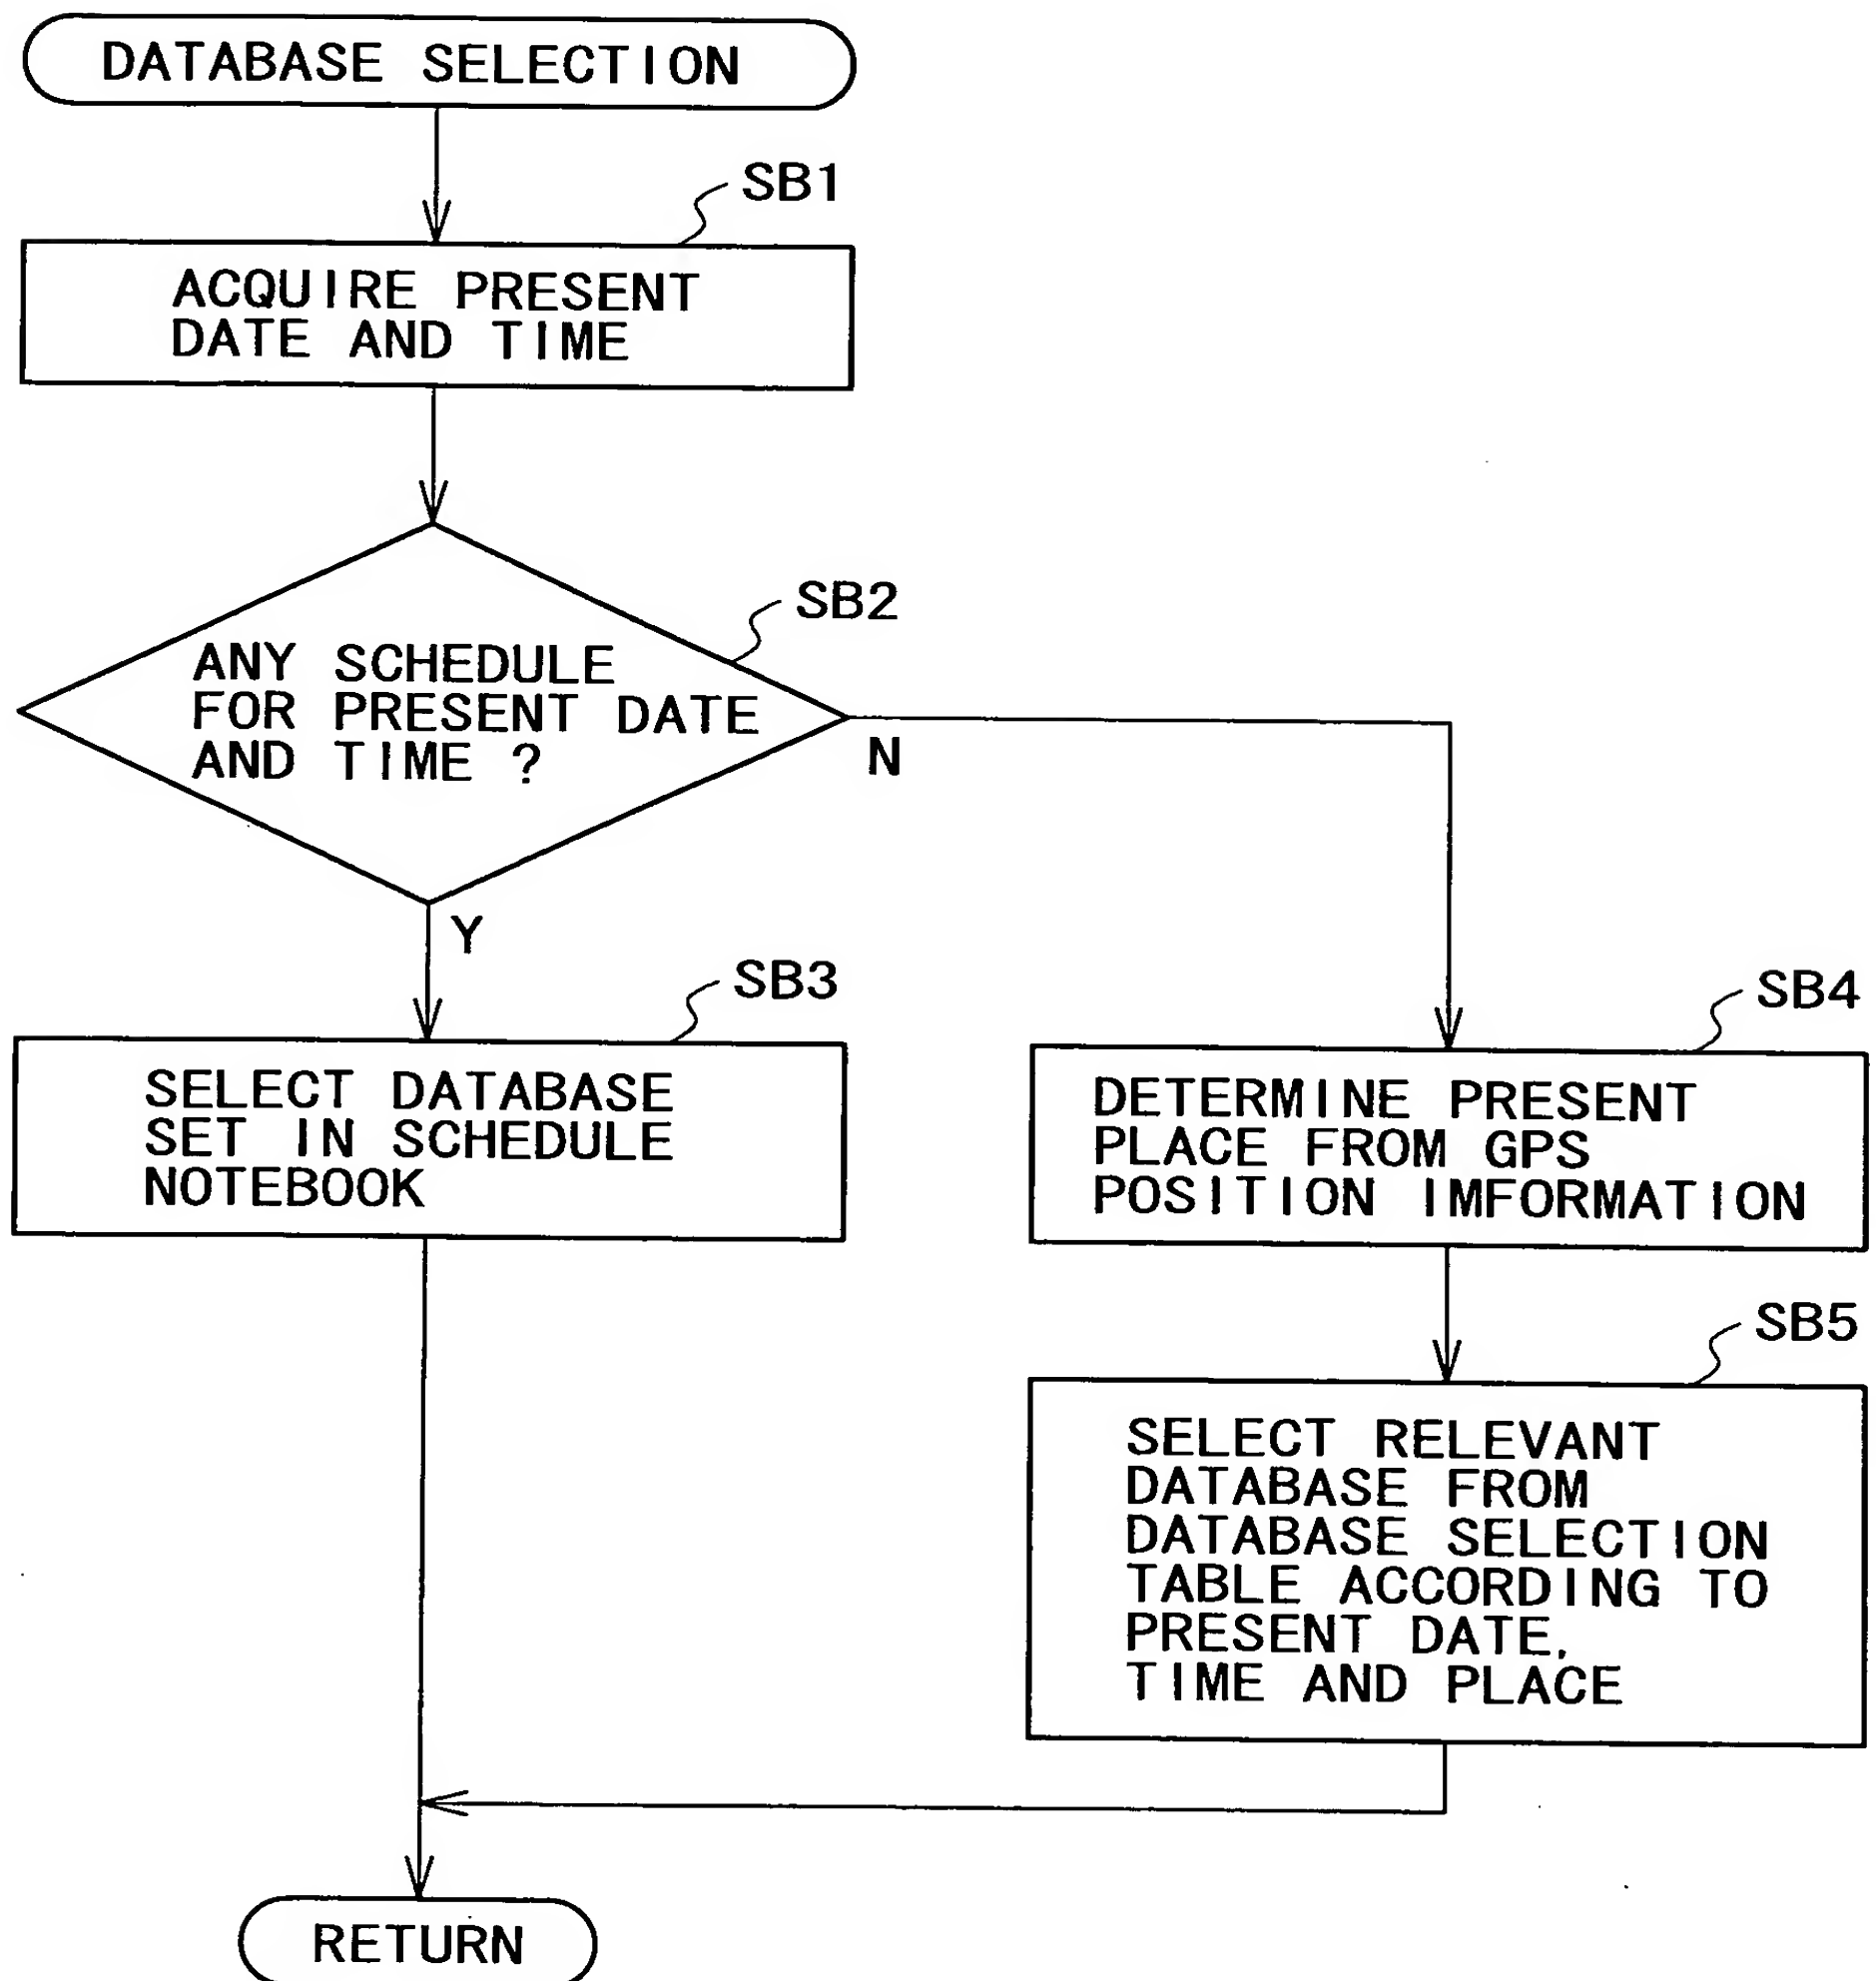 DATABASE SELECTION
SB1
ACQUIRE PRESENT
DATE AND TIME
SB2
ANY SCHEDULE
FOR PRESENT DATE
AND TIME ?
N
Y
SB3
SELECT DATABASE
SET IN SCHEDULE
NOTEBOOK
SB4
DETERMINE PRESENT
PLACE FROM GPS
POSITION IMFORMATION
SB5
SELECT RELEVANT
DATABASE FROM
DATABASE SELECTION
TABLE ACCORDING TO
PRESENT DATE,
TIME AND PLACE
RETURN